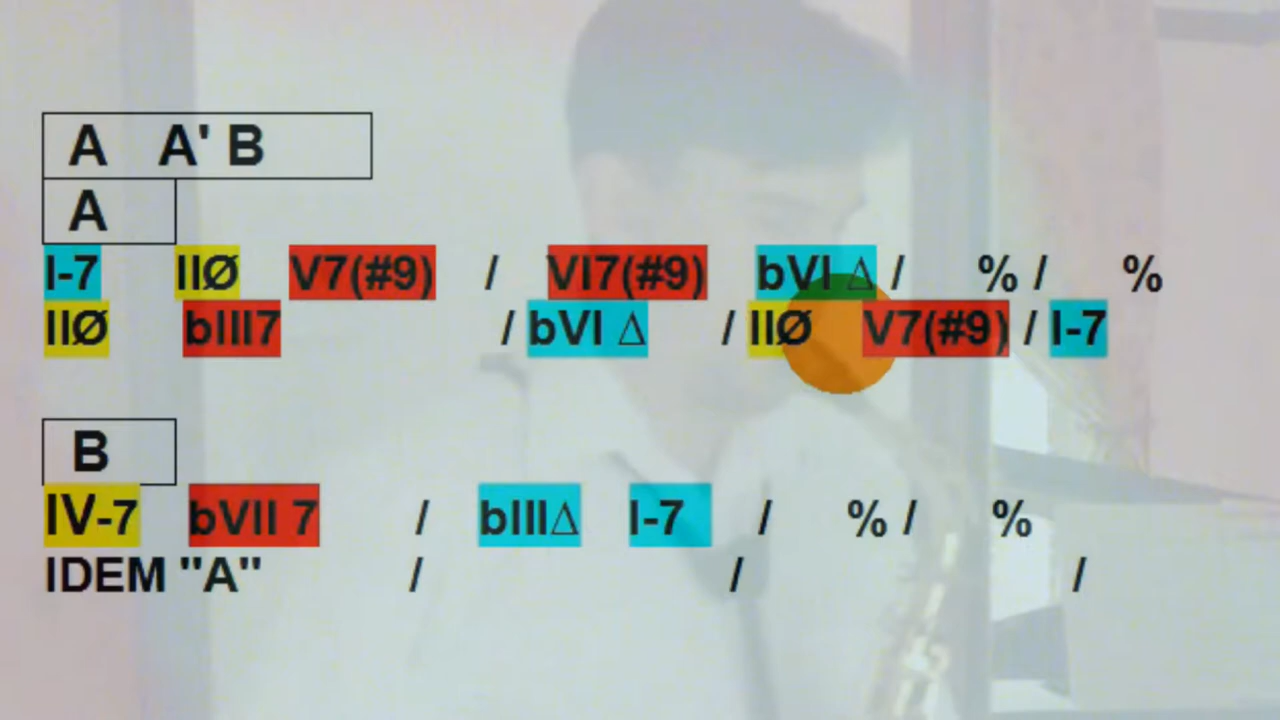 A A' B
A
I-7 IIØ V7(#9) / VI7(#9) bVI Δ / % / %
IIØ bIII7 / bVI Δ / IIØ V7(#9) / I-7
B
IV-7 bVII 7 / bIIIΔ I-7 / % / %
IDEM "A" / / /